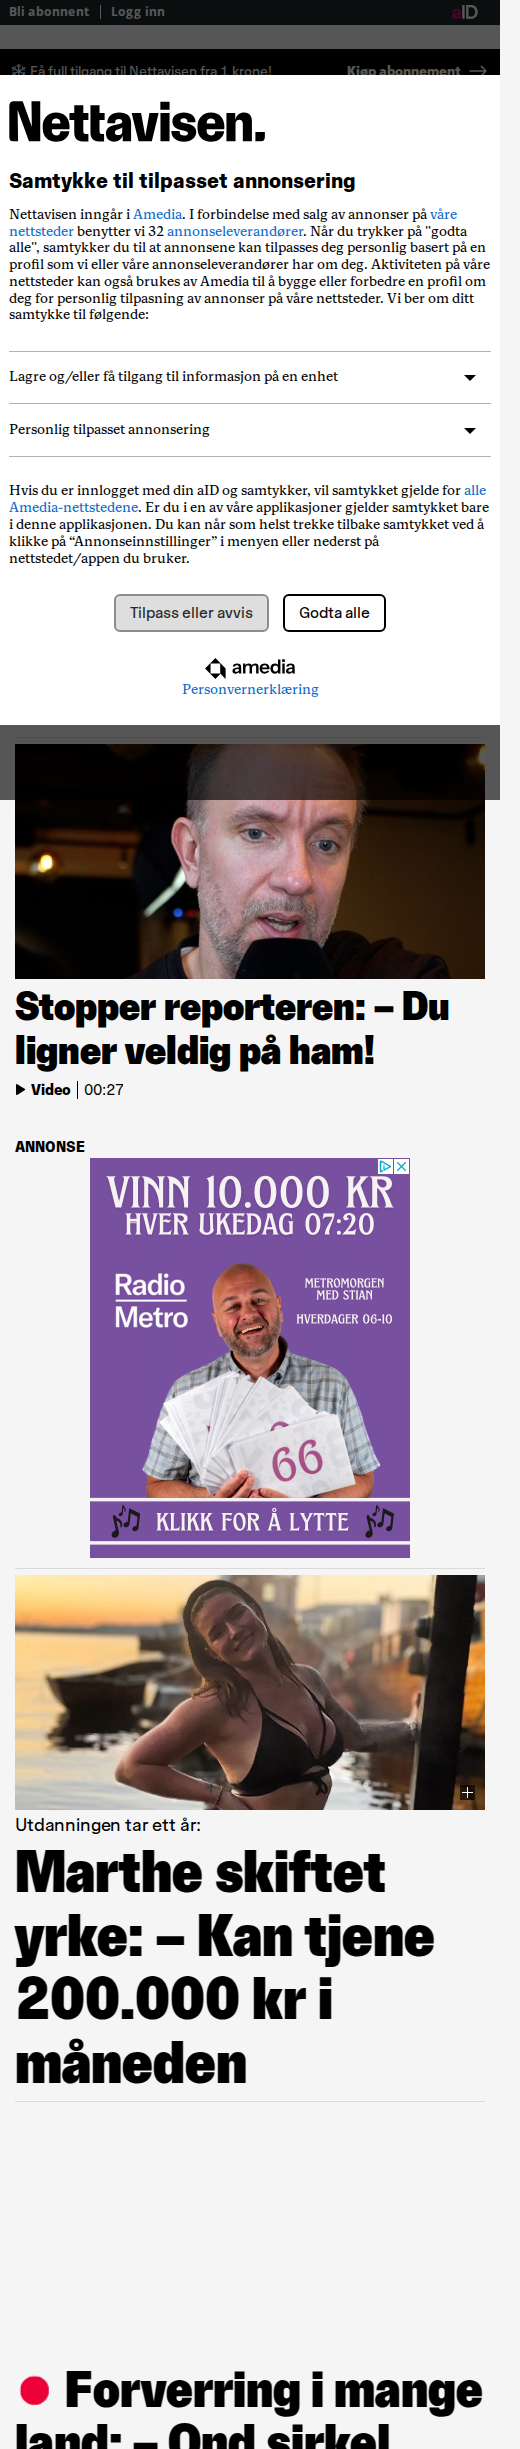 Bli abonnent | Logg inn
aID
Få full tilgang til Nettavisen fra 1 krone!
Kjøp abonnement
Nettavisen.
Samtykke til tilpasset annonsering
Nettavisen inngår i Amedia. I forbindelse med salg av annonser på våre
nettsteder benytter vi 32 annonseleverandører. Når du trykker på "godta
alle", samtykker du til at annonsene kan tilpasses deg personlig basert på en
profil som vi eller våre annonseleverandører har om deg. Aktiviteten på våre
nettsteder kan også brukes av Amedia til å bygge eller forbedre en profil om
deg for personlig tilpasning av annonser på våre nettsteder. Vi ber om ditt
samtykke til følgende:
Lagre og/eller få tilgang til informasjon på en enhet
Personlig tilpasset annonsering
Hvis du er innlogget med din aID og samtykker, vil samtykket gjelde for alle
Amedia-nettstedene. Er du i en av våre applikasjoner gjelder samtykket bare
i denne applikasjonen. Du kan når som helst trekke tilbake samtykket ved å
klikke på “Annonseinnstillinger” i menyen eller nederst på
nettstedet/appen du bruker.
Tilpass eller avvis
Godta alle
amedia
Personvernerklæring
Stopper reporteren: – Du
ligner veldig på ham!
Video | 00:27
ANNONSE
VINN 10.000 KR
HVER UKEDAG 07:20
Radio
Metro
METROMORGEN
MED STIAN
HVERDAGER 06-10
66
KLIKK FOR Å LYTTE
Utdanningen tar ett år:
Marthe skiftet
yrke: – Kan tjene
200.000 kr i
måneden
Forverring i mange
land: – Ond sirkel